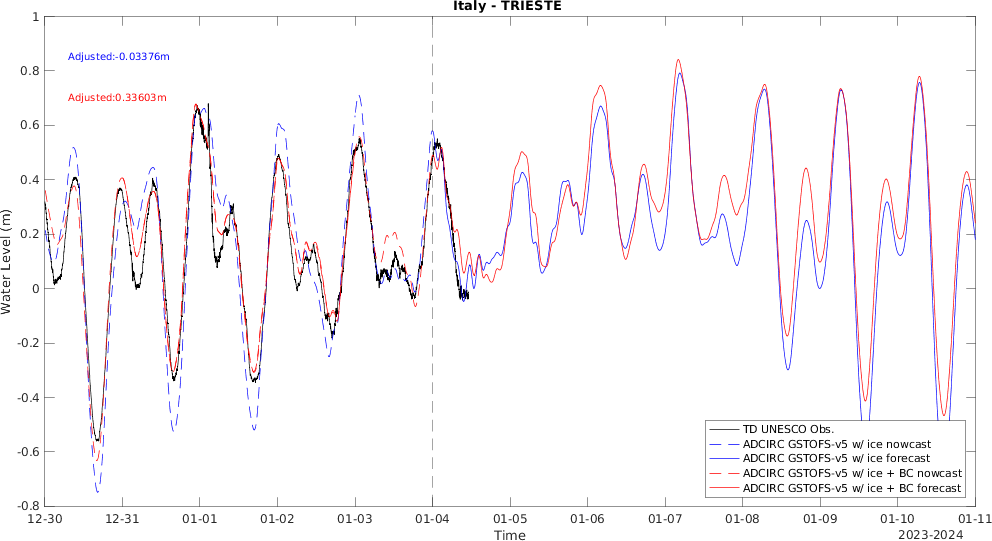 Italy - TRIESTE
Adjusted:-0.03376m
Adjusted:0.33603m
Water Level (m)
1
0.8
0.6
0.4
0.2
0
-0.2
-0.4
-0.6
-0.8
TD UNESCO Obs.
ADCIRC GSTOFS-v5 w/ ice nowcast
ADCIRC GSTOFS-v5 w/ ice forecast
ADCIRC GSTOFS-v5 w/ ice + BC nowcast
ADCIRC GSTOFS-v5 w/ ice + BC forecast
12-30 12-31 01-01 01-02 01-03 01-04 01-05 01-06 01-07 01-08 01-09 01-10 01-11
Time
2023-2024